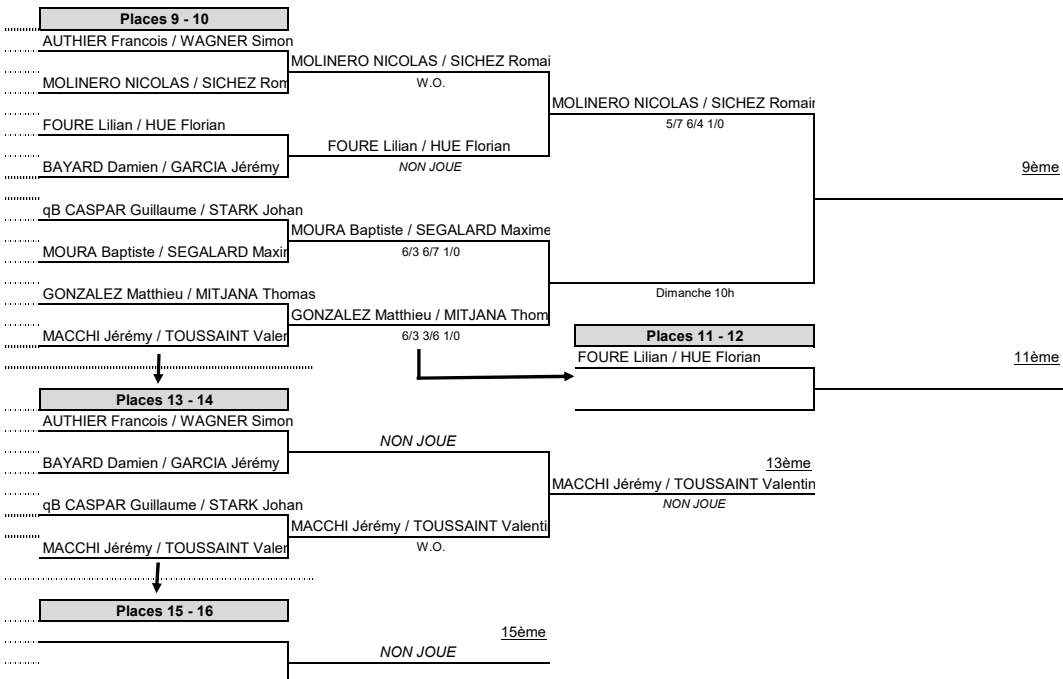 Places 9 - 10
AUTHIER Francois / WAGNER Simon
MOLINERO NICOLAS / SICHEZ Romai
MOLINERO NICOLAS / SICHEZ Rom
W.O.
MOLINERO NICOLAS / SICHEZ Romain
FOURE Lilian / HUE Florian
5/7 6/4 1/0
FOURE Lilian / HUE Florian
BAYARD Damien / GARCIA Jérémy
NON JOUE
9ème
qB CASPAR Guillaume / STARK Johan
MOURA Baptiste / SEGALARD Maxime
MOURA Baptiste / SEGALARD Maxim
6/3 6/7 1/0
GONZALEZ Matthieu / MITJANA Thomas
Dimanche 10h
GONZALEZ Matthieu / MITJANA Thom
MACCHI Jérémy / TOUSSAINT Valer
6/3 3/6 1/0
Places 11 - 12
FOURE Lilian / HUE Florian
11ème
Places 13 - 14
AUTHIER Francois / WAGNER Simon
NON JOUE
BAYARD Damien / GARCIA Jérémy
13ème
MACCHI Jérémy / TOUSSAINT Valentin
qB CASPAR Guillaume / STARK Johan
NON JOUE
MACCHI Jérémy / TOUSSAINT Valenti
MACCHI Jérémy / TOUSSAINT Valer
W.O.
Places 15 - 16
15ème
NON JOUE